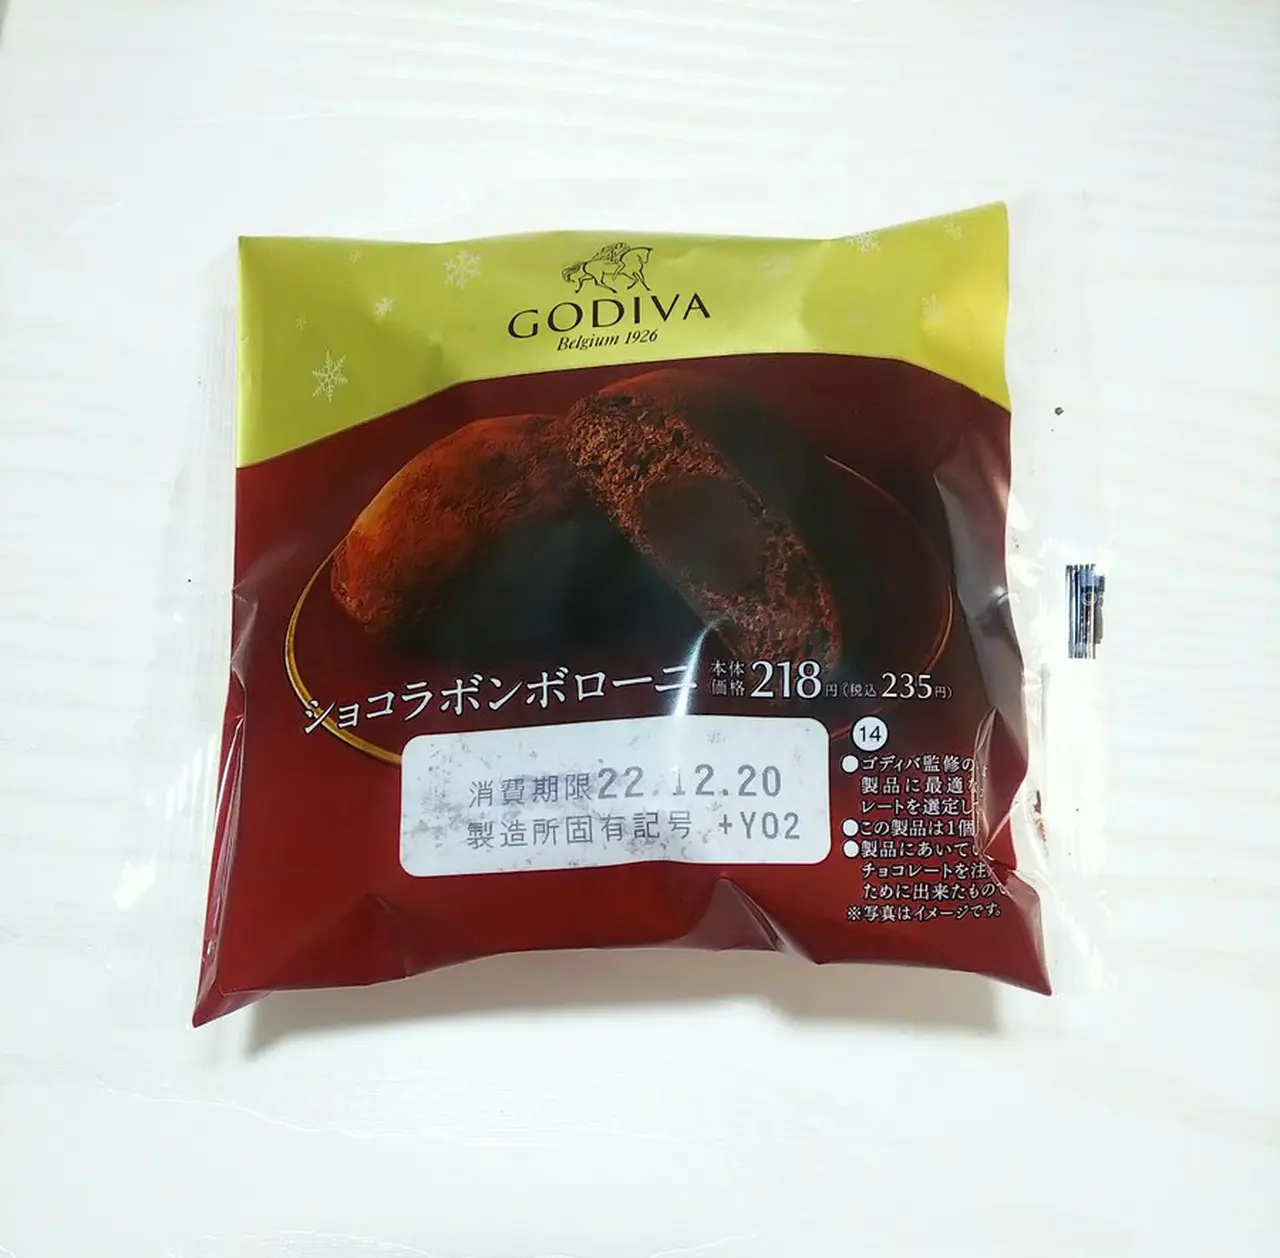 GODIVA
Belgium 1926
ショコラボンボローニ 本体価格218円(税込235円)
消費期限22.12.20
製造所固有記号 +Y02
14
●ゴディバ監修の
製品に最適な
レートを選定し
●この製品は1個
●製品にあいてい
チョコレートを注
ために出来たもので
※写真はイメージです。